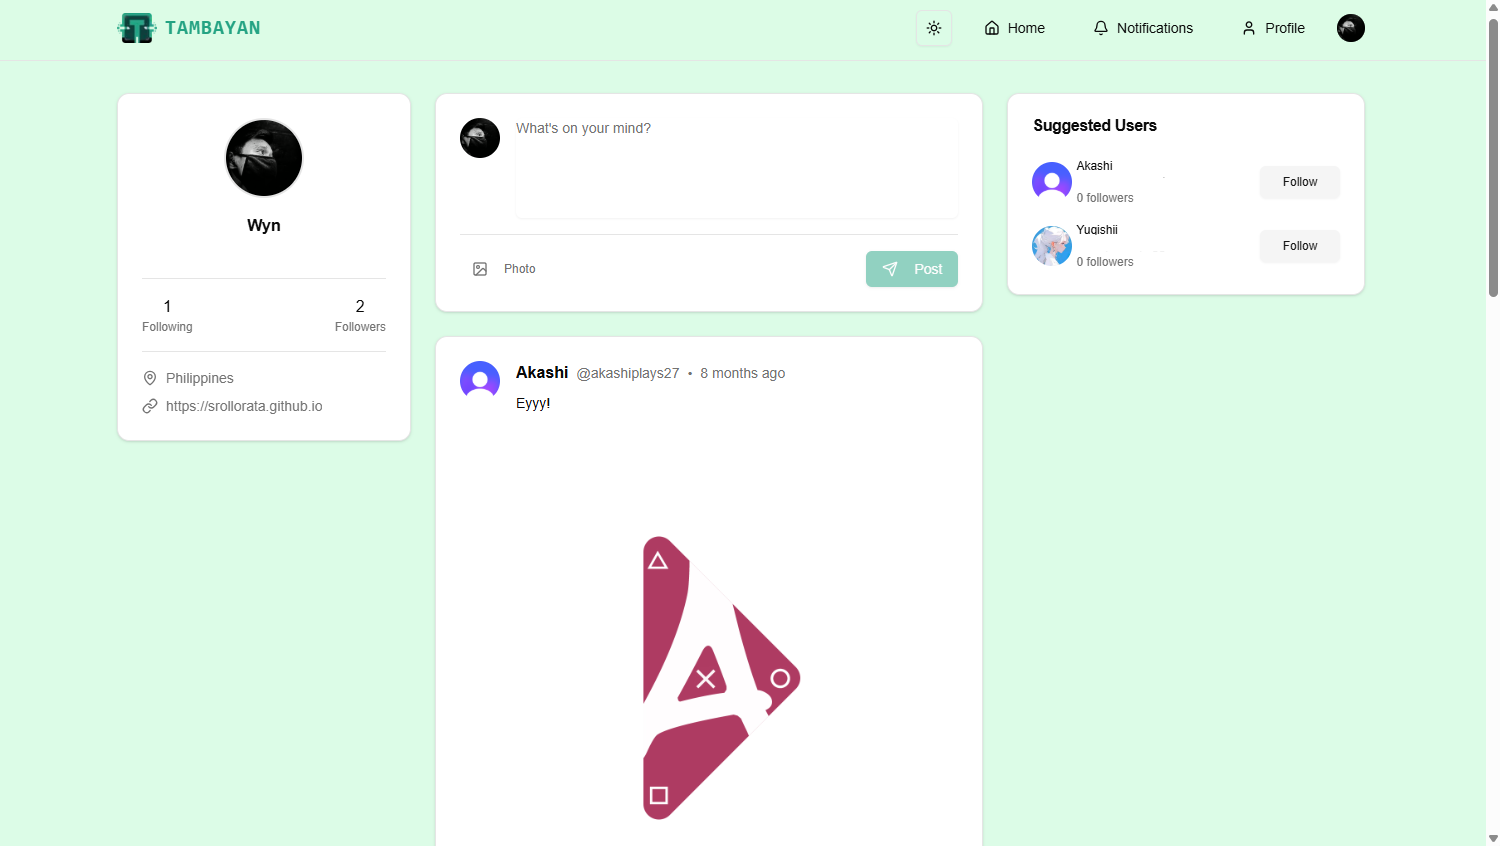 TAMBAYAN
Home
Notifications
Profile
Wyn
1
Following
2
Followers
Philippines
https://srollorata.github.io
What's on your mind?
Photo
Post
Akashi @akashiplays27 • 8 months ago
Eyyy!
Suggested Users
Akashi
0 followers
Follow
Yugishii
0 followers
Follow